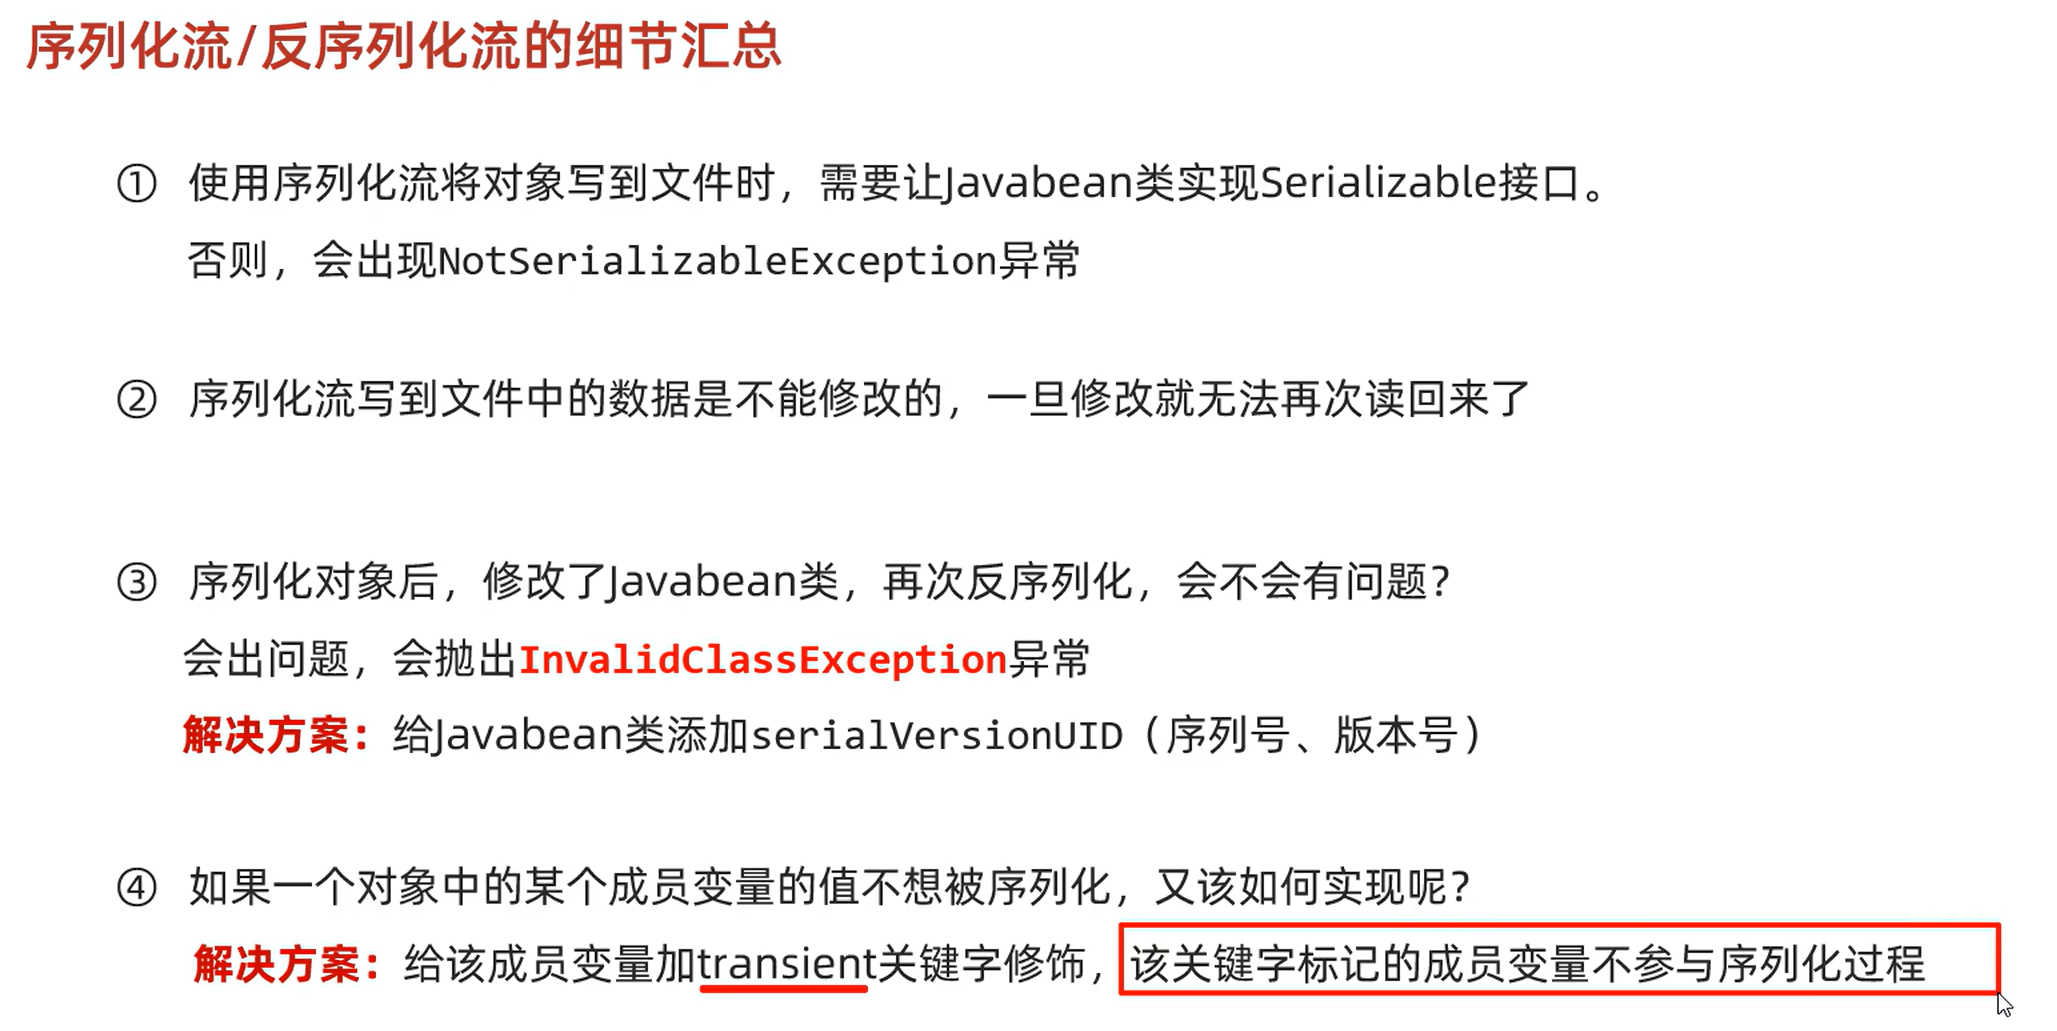 序列化流/反序列化流的细节汇总
① 使用序列化流将对象写到文件时，需要让Javabean类实现Serializable接口。
否则，会出现NotSerializableException异常
② 序列化流写到文件中的数据是不能修改的，一旦修改就无法再次读回来了
③ 序列化对象后，修改了Javabean类，再次反序列化，会不会有问题？
会出问题，会抛出InvalidClassException异常
解决方案：给Javabean类添加serialVersionUID（序列号、版本号）
④ 如果一个对象中的某个成员变量的值不想被序列化，又该如何实现呢？
解决方案：给该成员变量加transient关键字修饰，该关键字标记的成员变量不参与序列化过程